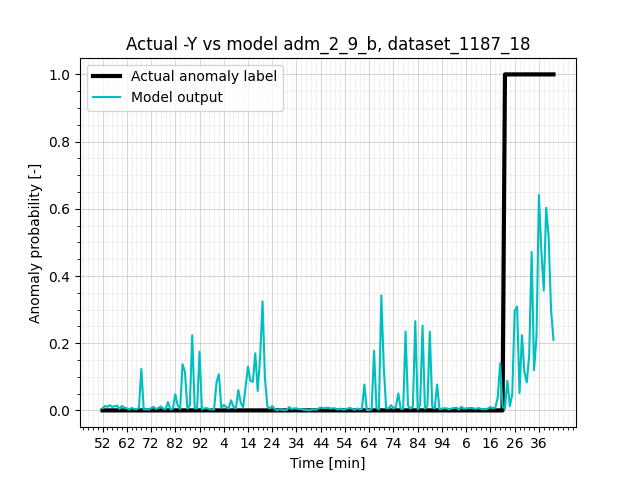 Actual -Y vs model adm_2_9_b, dataset_1187_18
Actual anomaly label
Model output
Anomaly probability [-]
1.0
0.8
0.6
0.4
0.2
0.0
52 62 72 82 92 4 14 24 34 44 54 64 74 84 94 6 16 26 36
Time [min]